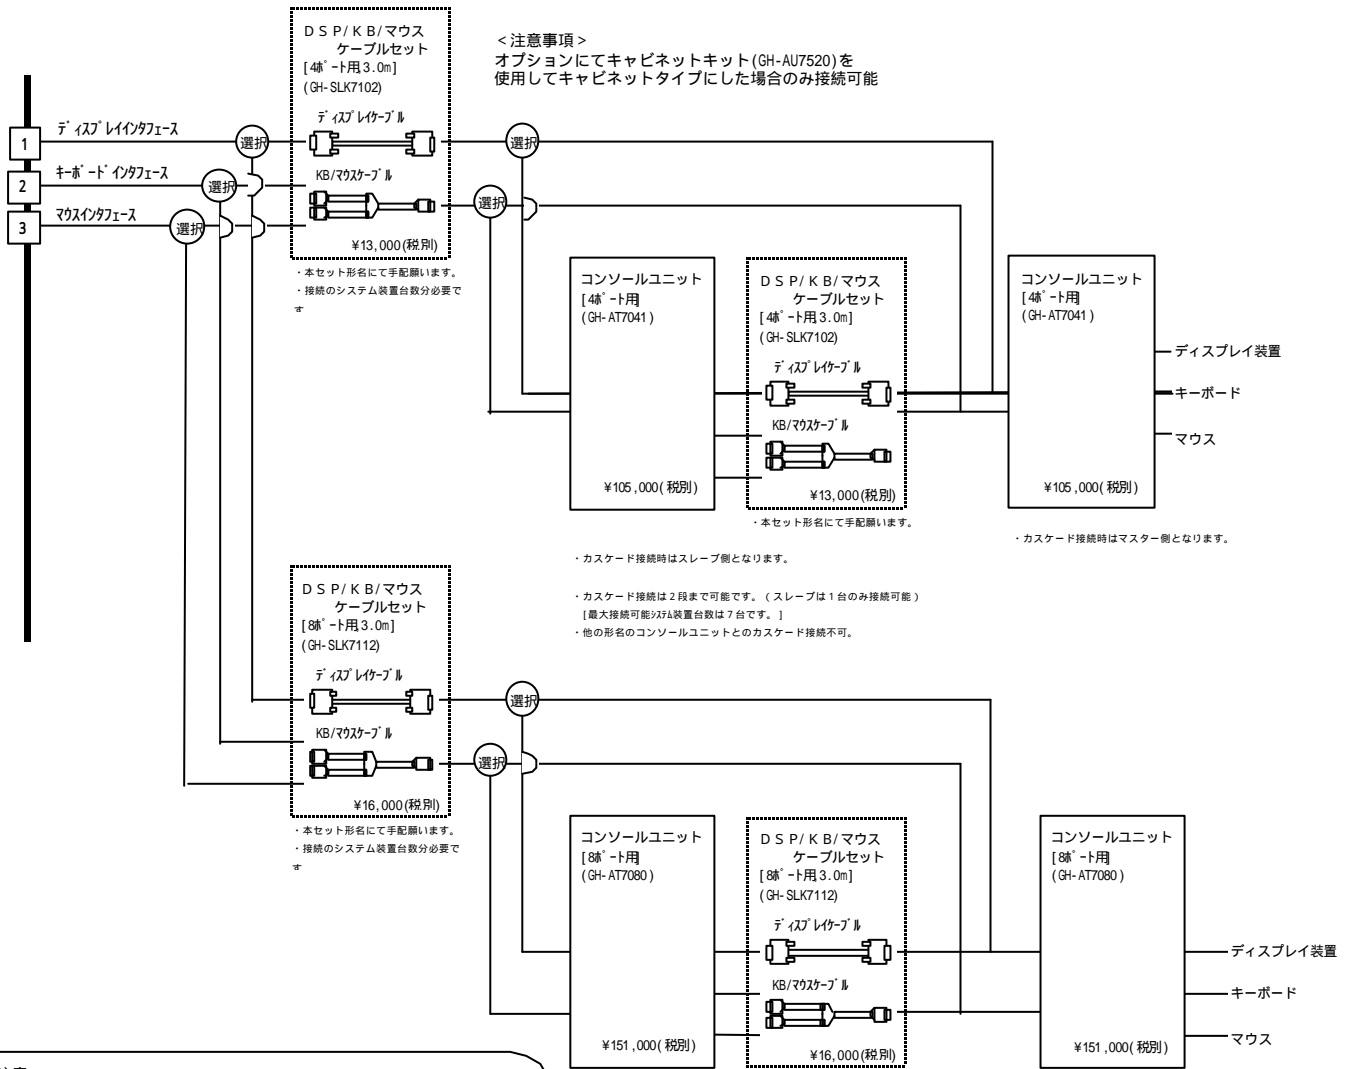 DSP/KB/マウス
ケーブルセット
[4ﾎﾟｰﾄ用3.0m]
(GH-SLK7102)
ﾃﾞｨｽﾌﾟﾚｲｹｰﾌﾞﾙ
KB/ﾏｳｽｹｰﾌﾞﾙ
¥13,000(税別)
・本セット形名にて手配願います。
・接続のシステム装置台数分必要で
す
<注意事項>
オプションにてキャビネットキット(GH-AU7520)を
使用してキャビネットタイプにした場合のみ接続可能
1
ﾃﾞｨｽﾌﾟﾚｲｲﾝﾀﾌｪｰｽ
選択
選択
2
ｷｰﾎﾞｰﾄﾞｲﾝﾀﾌｪｰｽ
選択
選択
3
ﾏｳｽｲﾝﾀﾌｪｰｽ
選択
コンソールユニット
[4ﾎﾟｰﾄ用]
(GH-AT7041)
¥105,000(税別)
DSP/KB/マウス
ケーブルセット
[4ﾎﾟｰﾄ用3.0m]
(GH-SLK7102)
ﾃﾞｨｽﾌﾟﾚｲｹｰﾌﾞﾙ
KB/ﾏｳｽｹｰﾌﾞﾙ
¥13,000(税別)
・本セット形名にて手配願います。
コンソールユニット
[4ﾎﾟｰﾄ用]
(GH-AT7041)
¥105,000(税別)
ディスプレイ装置
キーボード
マウス
・カスケード接続時はマスター側となります。
・カスケード接続時はスレーブ側となります。
・カスケード接続は2段まで可能です。(スレーブは1台のみ接続可能)
[最大接続可能ｼｽﾃﾑ装置台数は7台です。]
・他の形名のコンソールユニットとのカスケード接続不可。
DSP/KB/マウス
ケーブルセット
[8ﾎﾟｰﾄ用3.0m]
(GH-SLK7112)
ﾃﾞｨｽﾌﾟﾚｲｹｰﾌﾞﾙ
KB/ﾏｳｽｹｰﾌﾞﾙ
¥16,000(税別)
・本セット形名にて手配願います。
・接続のシステム装置台数分必要で
す
選択
選択
コンソールユニット
[8ﾎﾟｰﾄ用]
(GH-AT7080)
¥151,000(税別)
DSP/KB/マウス
ケーブルセット
[8ﾎﾟｰﾄ用3.0m]
(GH-SLK7112)
ﾃﾞｨｽﾌﾟﾚｲｹｰﾌﾞﾙ
KB/ﾏｳｽｹｰﾌﾞﾙ
¥16,000(税別)
コンソールユニット
[8ﾎﾟｰﾄ用]
(GH-AT7080)
¥151,000(税別)
ディスプレイ装置
キーボード
マウス